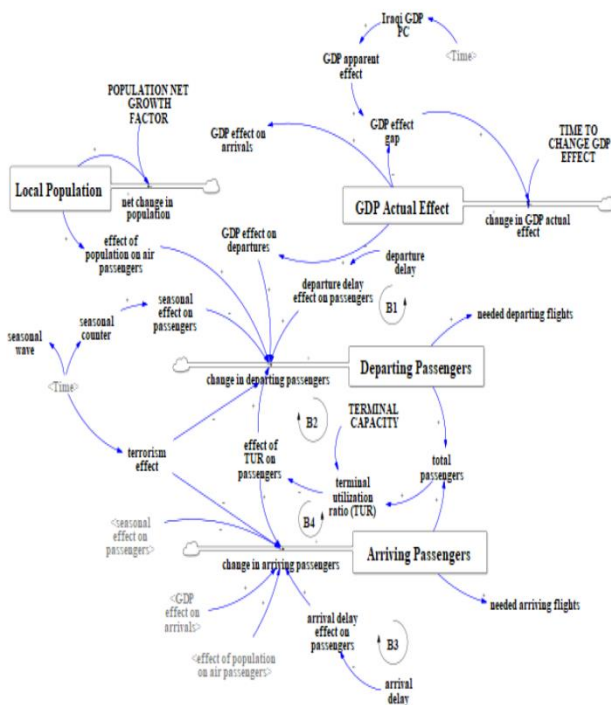 Iraqi GDP
PC
<Time>
GDP apparent
effect
POPULATION NET
GROWTH
FACTOR
GDP effect on
arrivals
GDP effect
gap
TIME TO
CHANGE GDP
EFFECT
Local Population
net change in
population
GDP Actual Effect
change in GDP actual
effect
effect of
population on air
passengers
GDP effect on
departures
departure
delay
departure delay
effect on passengers
B1
seasonal
effect on
passengers
seasonal
counter
seasonal
wave
needed departing flights
<Time>
change in departing passengers
Departing Passengers
B2
TERMINAL
CAPACITY
terrorism
effect
effect of
TUR on
passengers
total
passengers
terminal
utilization
ratio (TUR)
B4
<seasonal
effect on
passengers>
change in arriving passengers
Arriving Passengers
<GDP
effect on
arrivals>
needed arriving flights
arrival delay
effect on
passengers
B3
<effect of population
on air passengers>
arrival
delay